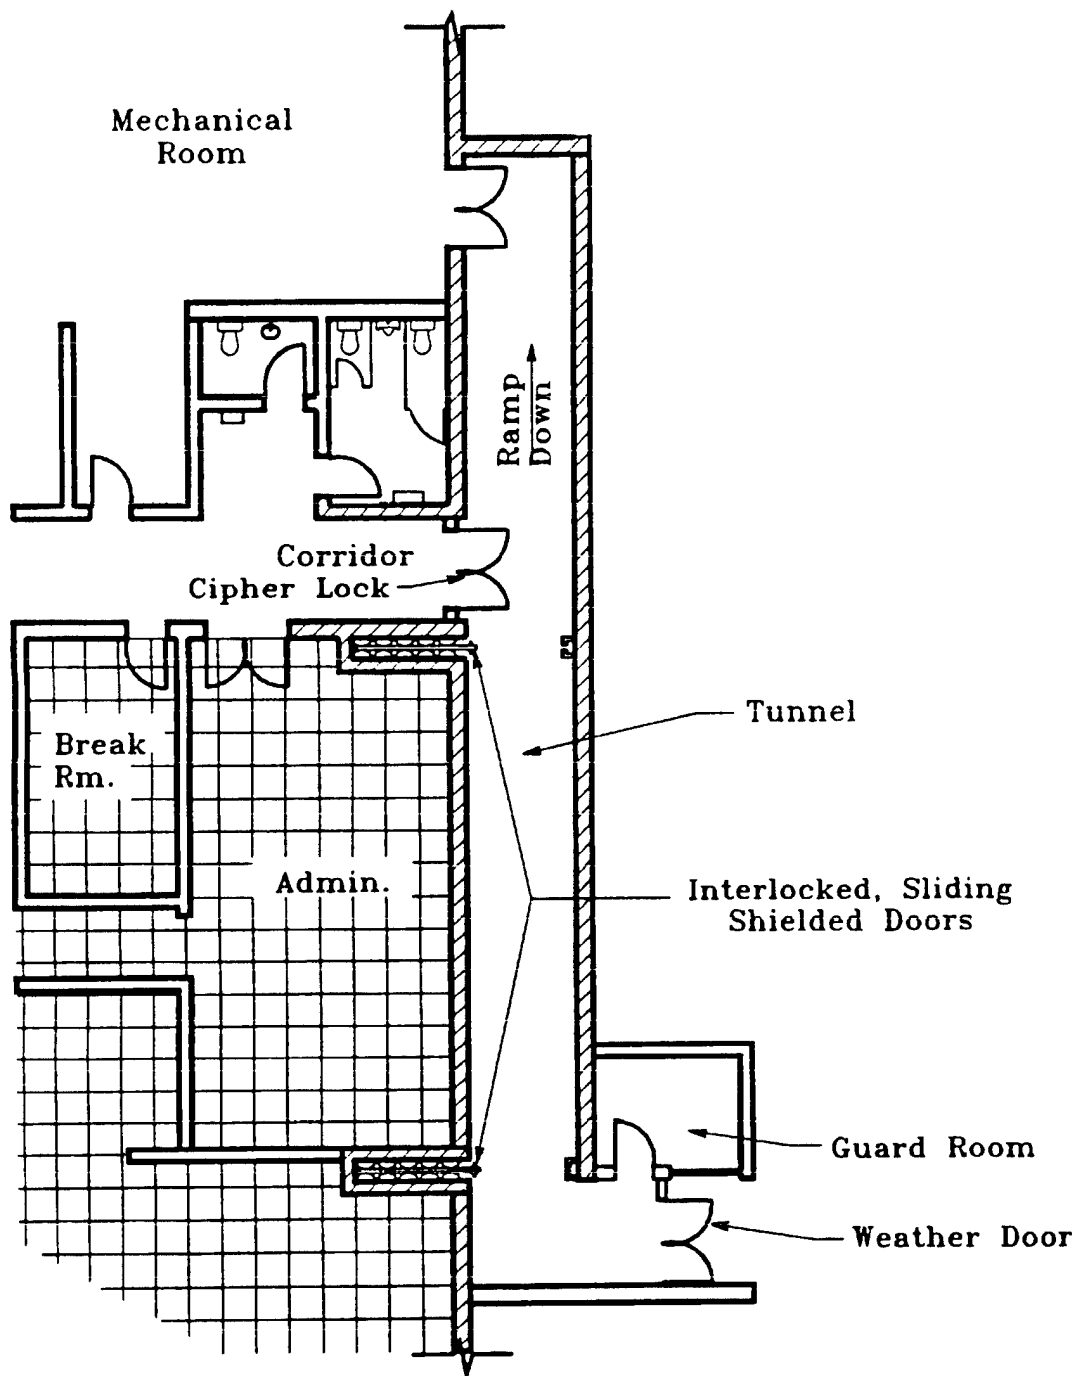 Mechanical
Room
Ramp
Down
Corridor
Cipher Lock
Tunnel
Break
Rm.
Admin.
Interlocked, Sliding
Shielded Doors
Guard Room
Weather Door